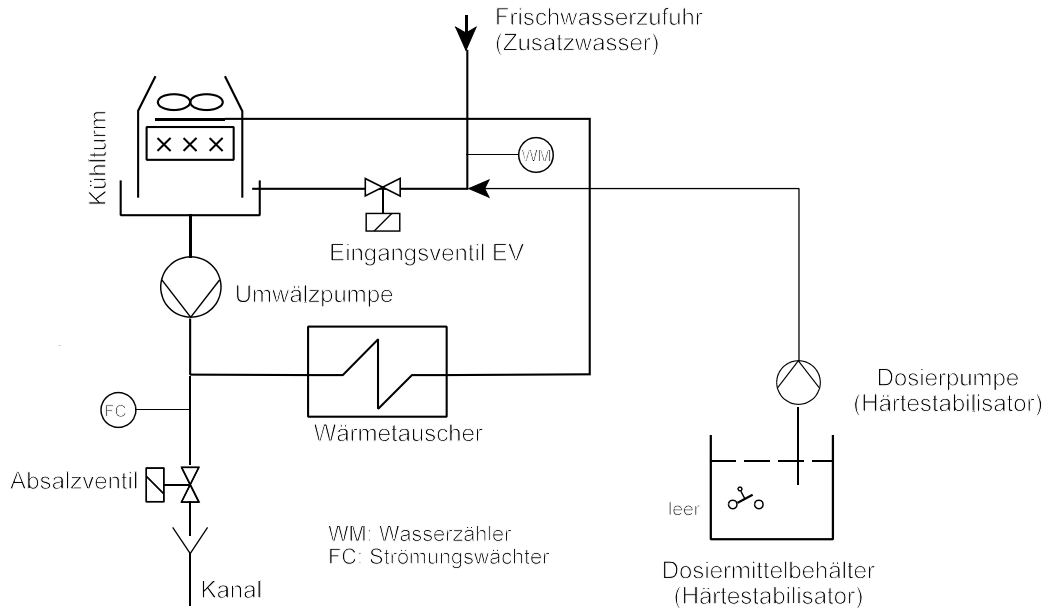 Frischwasserzufuhr
(Zusatzwasser)
Kühlturm
WM
Eingangsventil EV
Umwälzpumpe
Dosierpumpe
(Härtestabilisator)
FC
Wärmetauscher
Absalzventil
leer
WM: Wasserzähler
FC: Strömungswächter
Dosiermittelbehälter
(Härtestabilisator)
Kanal